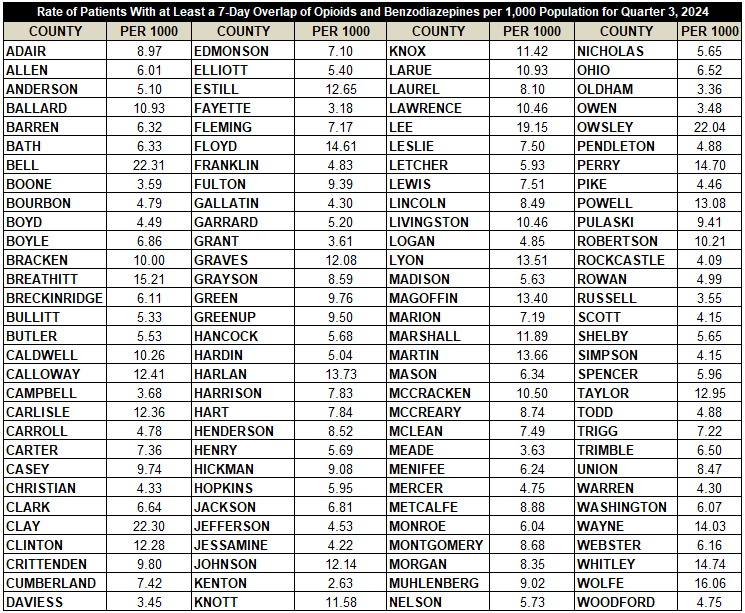 Rate of Patients With at Least a 7-Day Overlap of Opioids and Benzodiazepines per 1,000 Population for Quarter 3, 2024
COUNTY PER 1000 COUNTY PER 1000 COUNTY PER 1000 COUNTY PER 1000
ADAIR 8.97 EDMONSON 7.10 KNOX 11.42 NICHOLAS 5.65
ALLEN 6.01 ELLIOTT 5.40 LARUE 10.93 OHIO 6.52
ANDERSON 5.10 ESTILL 12.65 LAUREL 8.10 OLDHAM 3.36
BALLARD 10.93 FAYETTE 3.18 LAWRENCE 10.46 OWEN 3.48
BARREN 6.32 FLEMING 7.17 LEE 19.15 OWSLEY 22.04
BATH 6.33 FLOYD 14.61 LESLIE 7.50 PENDLETON 4.88
BELL 22.31 FRANKLIN 4.83 LETCHER 5.93 PERRY 14.70
BOONE 3.59 FULTON 9.39 LEWIS 7.51 PIKE 4.46
BOURBON 4.79 GALLATIN 4.30 LINCOLN 8.49 POWELL 13.08
BOYD 4.49 GARRARD 5.20 LIVINGSTON 10.46 PULASKI 9.41
BOYLE 6.86 GRANT 3.61 LOGAN 4.85 ROBERTSON 10.21
BRACKEN 10.00 GRAVES 12.08 LYON 13.51 ROCKCASTLE 4.09
BREATHITT 15.21 GRAYSON 8.59 MADISON 5.63 ROWAN 4.99
BRECKINRIDGE 6.11 GREEN 9.76 MAGOFFIN 13.40 RUSSELL 3.55
BULLITT 5.33 GREENUP 9.50 MARION 7.19 SCOTT 4.15
BUTLER 5.53 HANCOCK 5.68 MARSHALL 11.89 SHELBY 5.65
CALDWELL 10.26 HARDIN 5.04 MARTIN 13.66 SIMPSON 4.15
CALLOWAY 12.41 HARLAN 13.73 MASON 6.34 SPENCER 5.96
CAMPBELL 3.68 HARRISON 7.83 MCCRACKEN 10.50 TAYLOR 12.95
CARLISLE 12.36 HART 7.84 MCCREARY 8.74 TODD 4.88
CARROLL 4.78 HENDERSON 8.52 MCLEAN 7.49 TRIGG 7.22
CARTER 7.36 HENRY 5.69 MEADE 3.63 TRIMBLE 6.50
CASEY 9.74 HICKMAN 9.08 MENIFEE 6.24 UNION 8.47
CHRISTIAN 4.33 HOPKINS 5.95 MERCER 4.75 WARREN 4.30
CLARK 6.64 JACKSON 6.81 METCALFE 8.88 WASHINGTON 6.07
CLAY 22.30 JEFFERSON 4.53 MONROE 6.04 WAYNE 14.03
CLINTON 12.28 JESSAMINE 4.22 MONTGOMERY 8.68 WEBSTER 6.16
CRITTENDEN 9.80 JOHNSON 12.14 MORGAN 8.35 WHITLEY 14.74
CUMBERLAND 7.42 KENTON 2.63 MUHLENBERG 9.02 WOLFE 16.06
DAVIESS 3.45 KNOTT 11.58 NELSON 5.73 WOODFORD 4.75